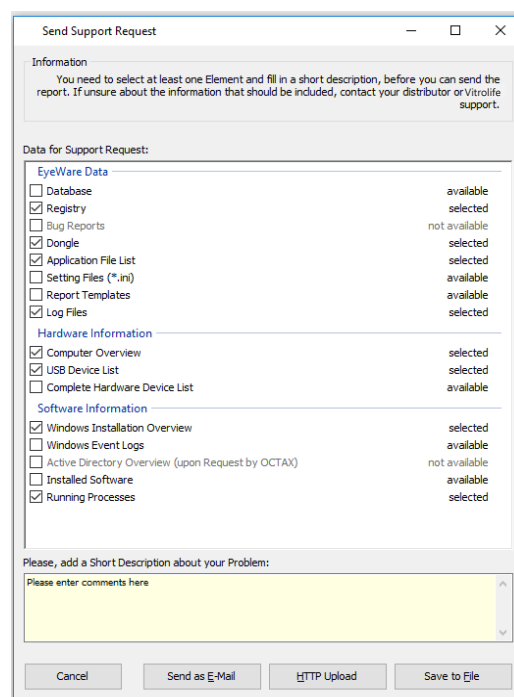 Send Support Request
Information
You need to select at least one Element and fill in a short description, before you can send the
report. If unsure about the information that should be included, contact your distributor or Vitrolife
support.
Data for Support Request:
EyeWare Data
Database available
Registry selected
Bug Reports not available
Dongle selected
Application File List selected
Setting Files (*.ini) available
Report Templates available
Log Files selected
Hardware Information
Computer Overview selected
USB Device List selected
Complete Hardware Device List available
Software Information
Windows Installation Overview selected
Windows Event Logs available
Active Directory Overview (upon Request by OCTAX) not available
Installed Software available
Running Processes selected
Please, add a Short Description about your Problem:
Please enter comments here
Cancel Send as E-Mail HTTP Upload Save to File